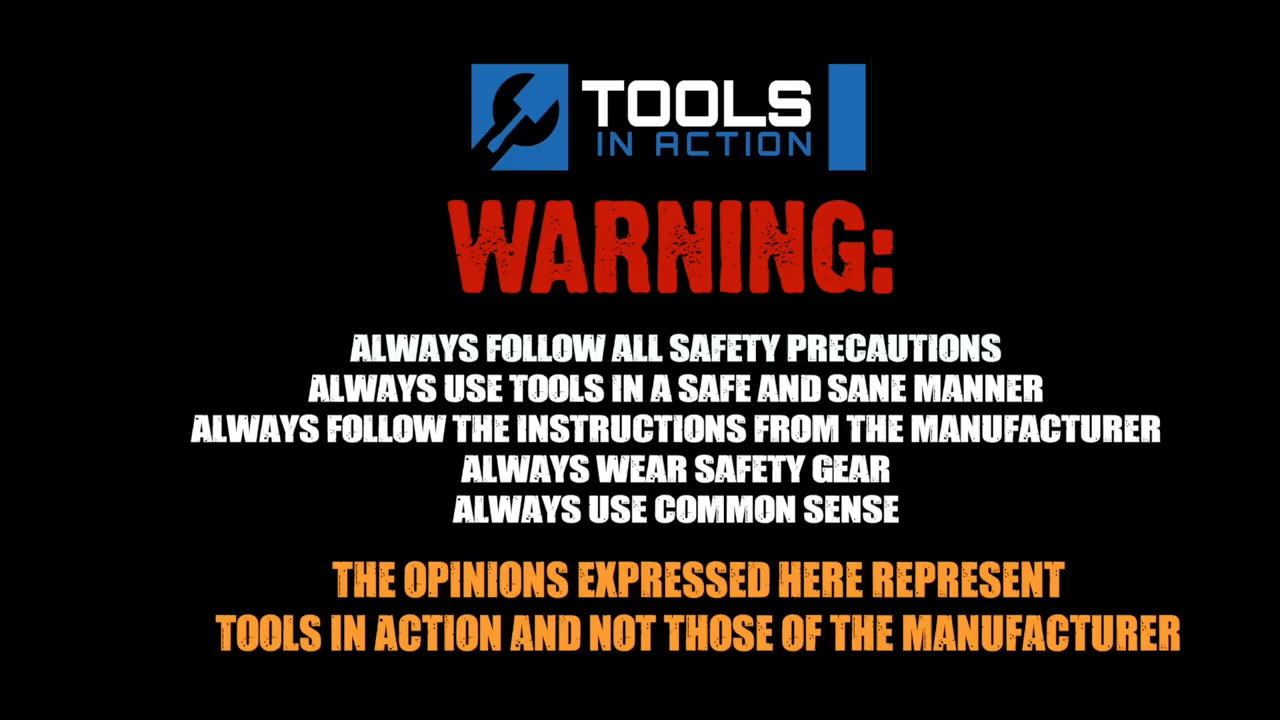 TOOLS
IN ACTION
WARNING:
ALWAYS FOLLOW ALL SAFETY PRECAUTIONS
ALWAYS USE TOOLS IN A SAFE AND SANE MANNER
ALWAYS FOLLOW THE INSTRUCTIONS FROM THE MANUFACTURER
ALWAYS WEAR SAFETY GEAR
ALWAYS USE COMMON SENSE
THE OPINIONS EXPRESSED HERE REPRESENT
TOOLS IN ACTION AND NOT THOSE OF THE MANUFACTURER